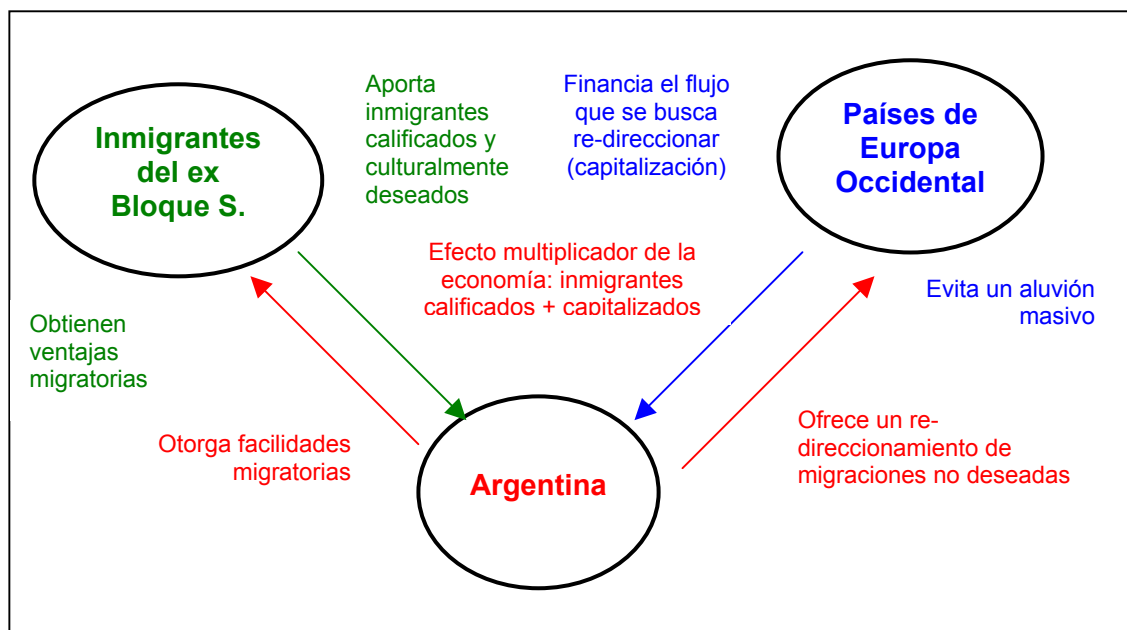 Inmigrantes
del ex
Bloque S.
Aporta
inmigrantes
calificados y
culturalmente
deseados
Financia el flujo
que se busca
re-direccionar
(capitalización)
Países de
Europa
Occidental
Efecto multiplicador de la
economía: inmigrantes
calificados + capitalizados
Evita un aluvión
masivo
Obtienen
ventajas
migratorias
Otorga facilidades
migratorias
Argentina
Ofrece un re-
direccionamiento de
migraciones no deseadas